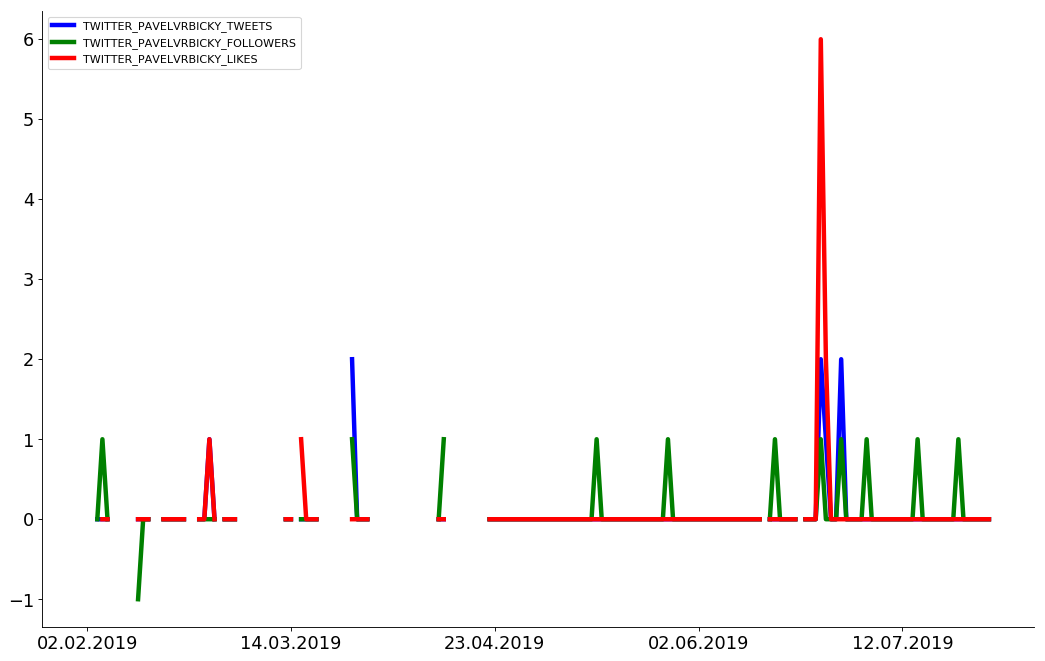 TWITTER_PAVELVRBICKY_TWEETS
TWITTER_PAVELVRBICKY_FOLLOWERS
TWITTER_PAVELVRBICKY_LIKES
6
5
4
3
2
1
0
−1
02.02.2019 14.03.2019 23.04.2019 02.06.2019 12.07.2019